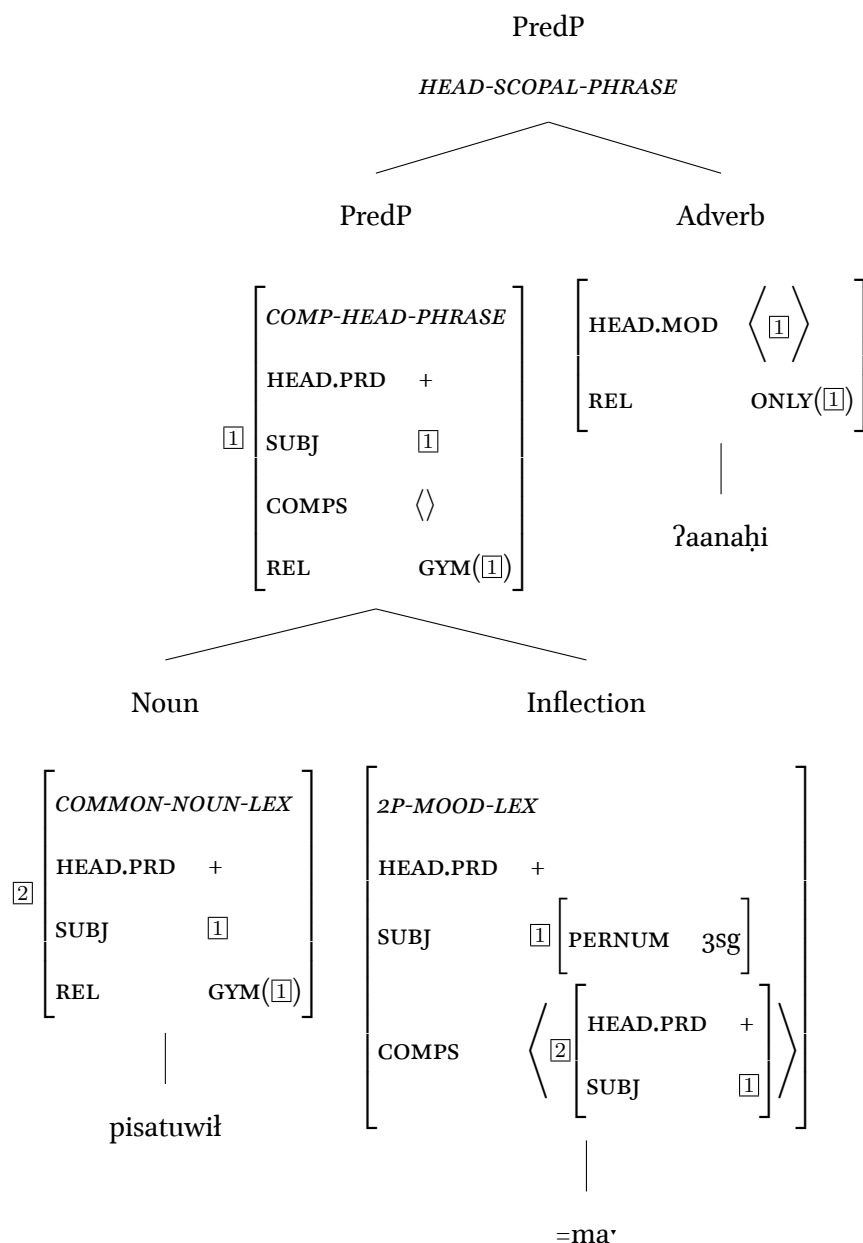 PredP
HEAD-SCOPAL-PHRASE
PredP Adverb
COMP-HEAD-PHRASE
HEAD.PRD +
1 SUBJ 1
COMPS ⟨⟩
REL GYM(1)
HEAD.MOD ⟨1⟩
REL ONLY(1)
ʔaanaḥi
Noun Inflection
COMMON-NOUN-LEX
HEAD.PRD +
2 SUBJ 1
REL GYM(1)
pisatuwił
2P-MOOD-LEX
HEAD.PRD +
SUBJ 1 [PERNUM 3sg]
COMPS ⟨2 [HEAD.PRD +
SUBJ 1]⟩
=maˑ